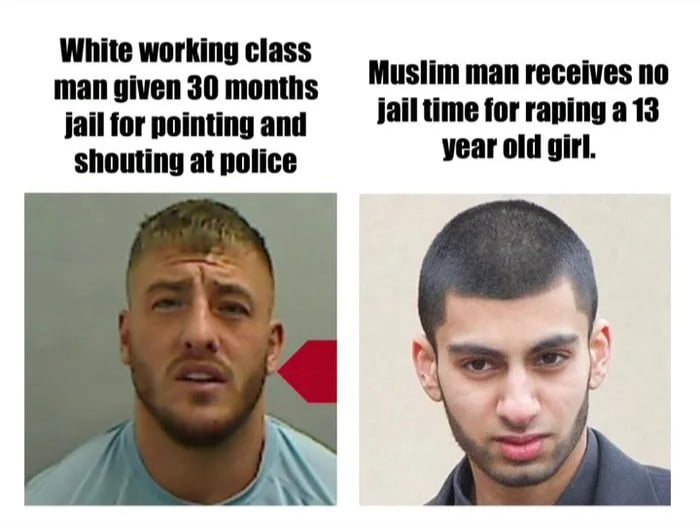 White working class
man given 30 months
jail for pointing and
shouting at police
Muslim man receives no
jail time for raping a 13
year old girl.